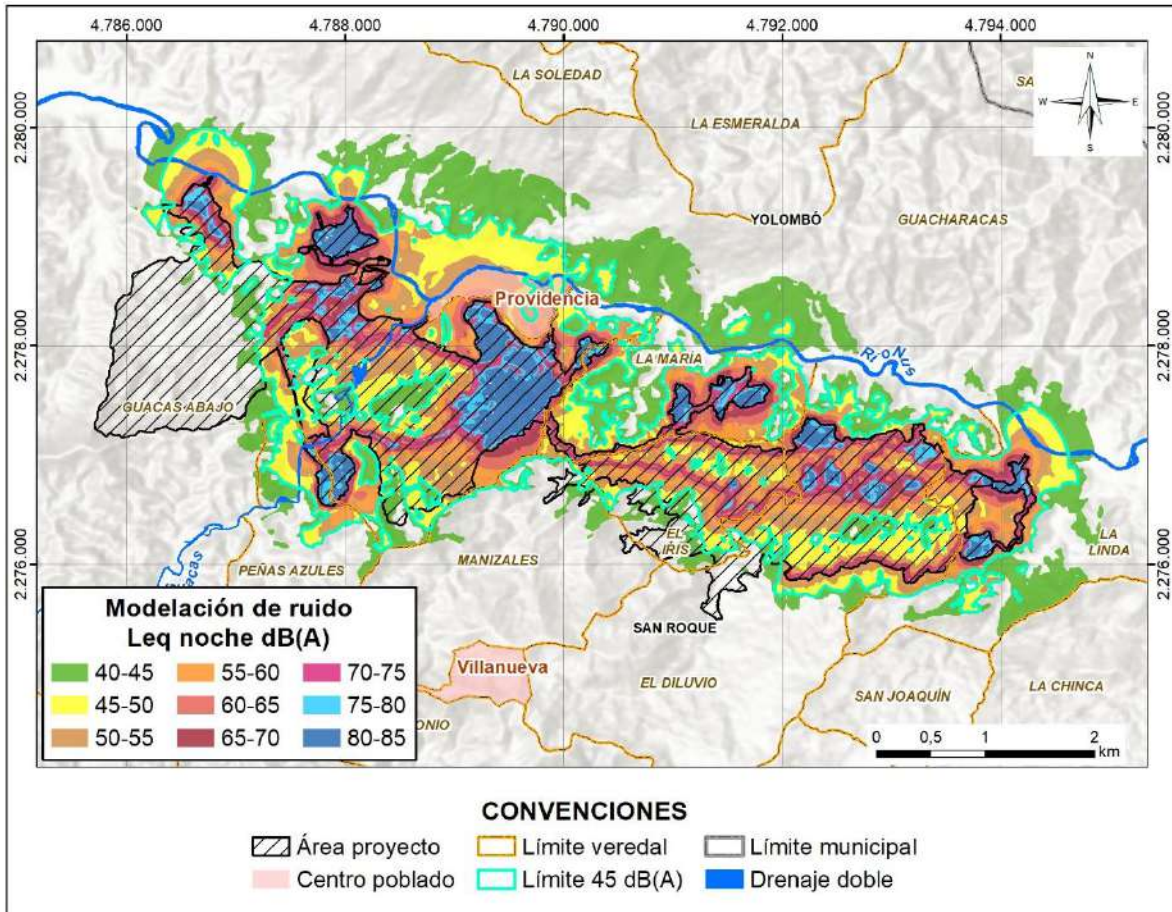 4.786.000 4.788.000 4.790.000 4.792.000 4.794.000
2.280.000 2.280.000
2.278.000 2.278.000
2.276.000 2.276.000
N
W E
S
LA SOLEDAD
SA
LA ESMERALDA
YOLOMBÓ
GUACHARACAS
Providencia
LA MARÍA
Río Nus
GUACAS ABAJO
EL IRIS
LA LINDA
PEÑAS AZULES
MANIZALES
SAN ROQUE
Villanueva
EL DILUVIO
SAN JOAQUÍN
LA CHINCA
ONIO
Modelación de ruido
Leq noche dB(A)
40-45 55-60 70-75
45-50 60-65 75-80
50-55 65-70 80-85
0 0,5 1 2
km
CONVENCIONES
Área proyecto Límite veredal Límite municipal
Centro poblado Límite 45 dB(A) Drenaje doble